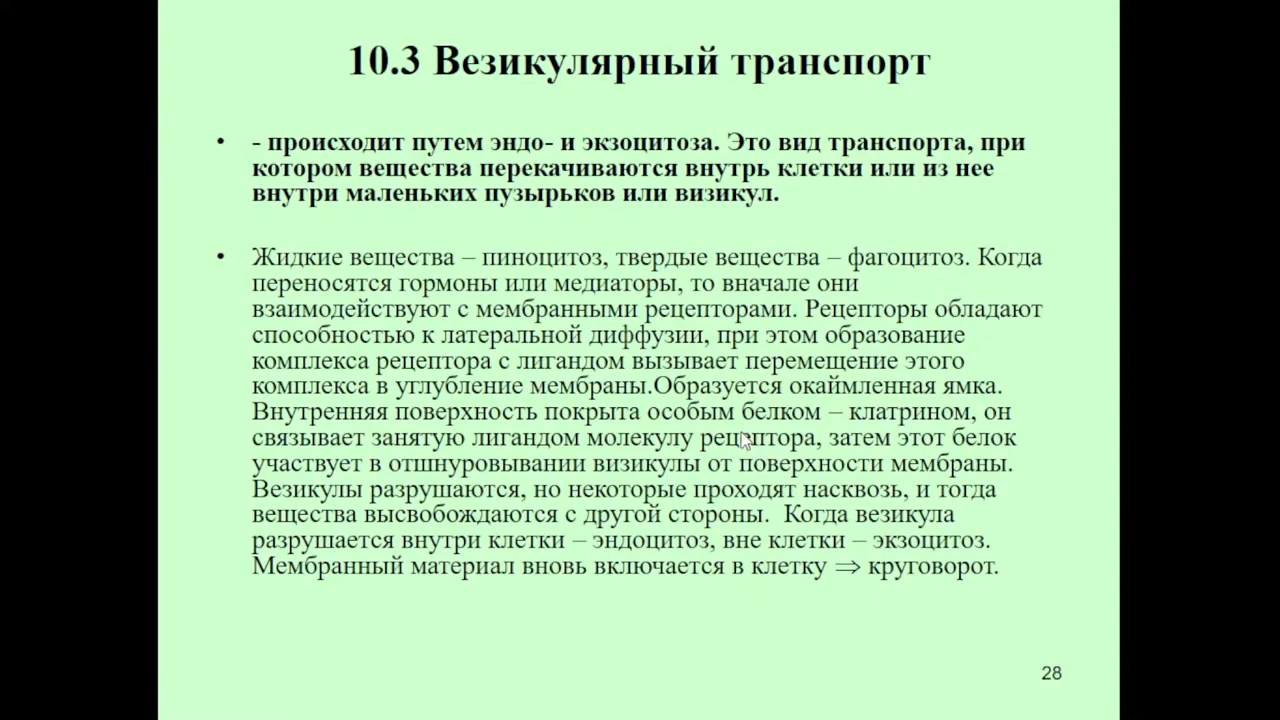 10.3 Везикулярный транспорт
• - происходит путем эндо- и экзоцитоза. Это вид транспорта, при
котором вещества перекачиваются внутрь клетки или из нее
внутри маленьких пузырьков или визикул.
• Жидкие вещества – пиноцитоз, твердые вещества – фагоцитоз. Когда
переносятся гормоны или медиаторы, то вначале они
взаимодействуют с мембранными рецепторами. Рецепторы обладают
способностью к латеральной диффузии, при этом образование
комплекса рецептора с лигандом вызывает перемещение этого
комплекса в углубление мембраны.Образуется окаймленная ямка.
Внутренняя поверхность покрыта особым белком – клатрином, он
связывает занятую лигандом молекулу рецептора, затем этот белок
участвует в отшнуровывании визикулы от поверхности мембраны.
Везикулы разрушаются, но некоторые проходят насквозь, и тогда
вещества высвобождаются с другой стороны.  Когда везикула
разрушается внутри клетки – эндоцитоз, вне клетки – экзоцитоз.
Мембранный материал вновь включается в клетку ⇒ круговорот.
28